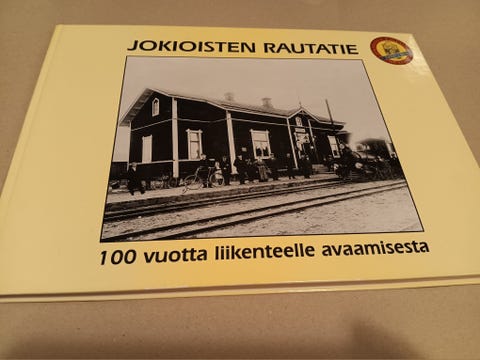 JOKIOISTEN RAUTATIE
100 vuotta liikenteelle avaamisesta